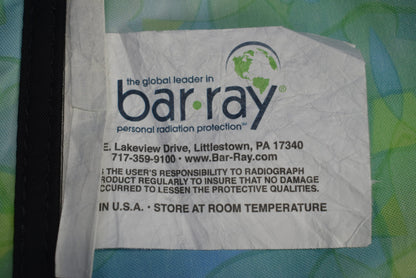 the global leader in
bar·ray®
personal radiation protection℠
E. Lakeview Drive, Littlestown, PA 17340
717-359-9100 • www.Bar-Ray.com
THE USER'S RESPONSIBILITY TO RADIOGRAPH
PRODUCT REGULARLY TO INSURE THAT NO DAMAGE
OCCURRED TO LESSEN THE PROTECTIVE QUALITIES.
IN U.S.A. • STORE AT ROOM TEMPERATURE